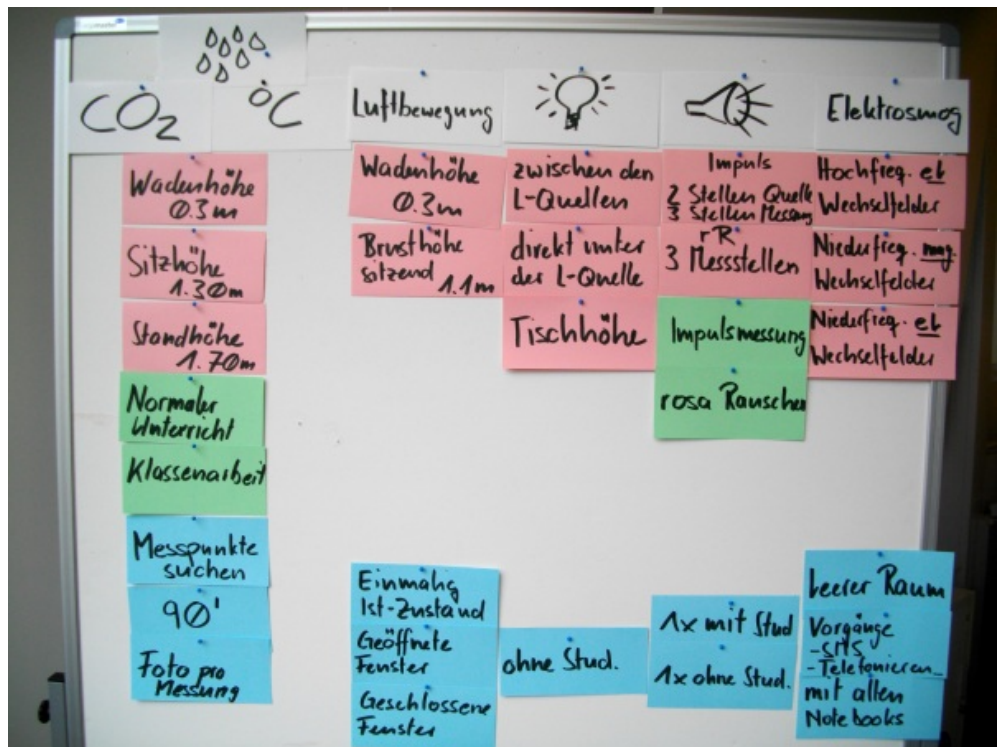 CO2
°C
Luftbewegung
Elektrosmog
Wadenhöhe
0.3m
Sitzhöhe
1.30m
Standhöhe
1.70m
Normaler
Unterricht
Klassenarbeit
Messpunkte
suchen
90'
Foto pro
Messung
Wadenhöhe
0.3m
Brusthöhe
sitzend 1.1m
Einmalig
Ist-Zustand
Geöffnete
Fenster
Geschlossene
Fenster
zwischen den
L-Quellen
direkt unter
der L-Quelle
Tischhöhe
ohne Stud.
Impuls
2 Stellen Quelle
3 Stellen Messung
rR
3 Messstellen
Impulsmessung
rosa Rauschen
1x mit Stud
1x ohne Stud.
Hochfreq. el
Wechselfelder
Niederfreq. mag.
Wechselfelder
Niederfreq. el
Wechselfelder
leerer Raum
Vorgänge
-SMS
-Telefonieren...
mit allen
Notebooks